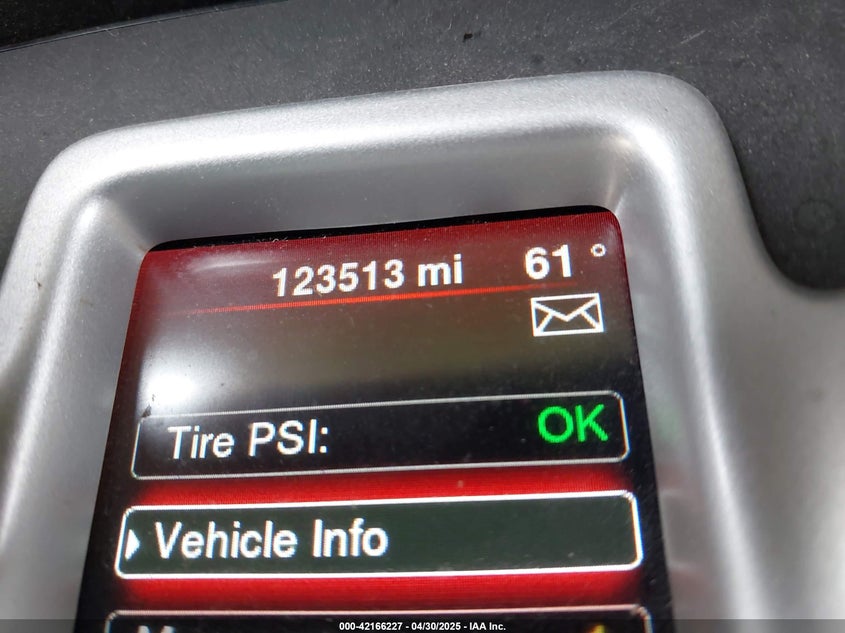 123513 mi 61°
Tire PSI: OK
Vehicle Info
000-42166227 - 04/30/2025 - IAA Inc.